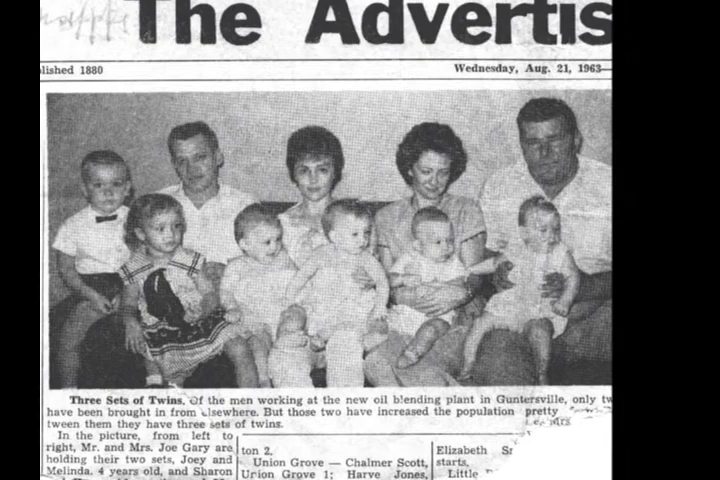 The Advertis
lished 1880
Wednesday, Aug. 21, 1963—
Three Sets of Twins. Of the men working at the new oil blending plant in Guntersville, only tw
have been brought in from elsewhere. But those two have increased the population pretty
tween them they have three sets of twins.
In the picture, from left to
right, Mr. and Mrs. Joe Gary are
holding their two sets, Joey and
Melinda. 4 years old, and Sharon
ton 2.
Union Grove — Chalmer Scott,
Union Grove 1; Harve Jones,
Elizabeth
starts.
Little